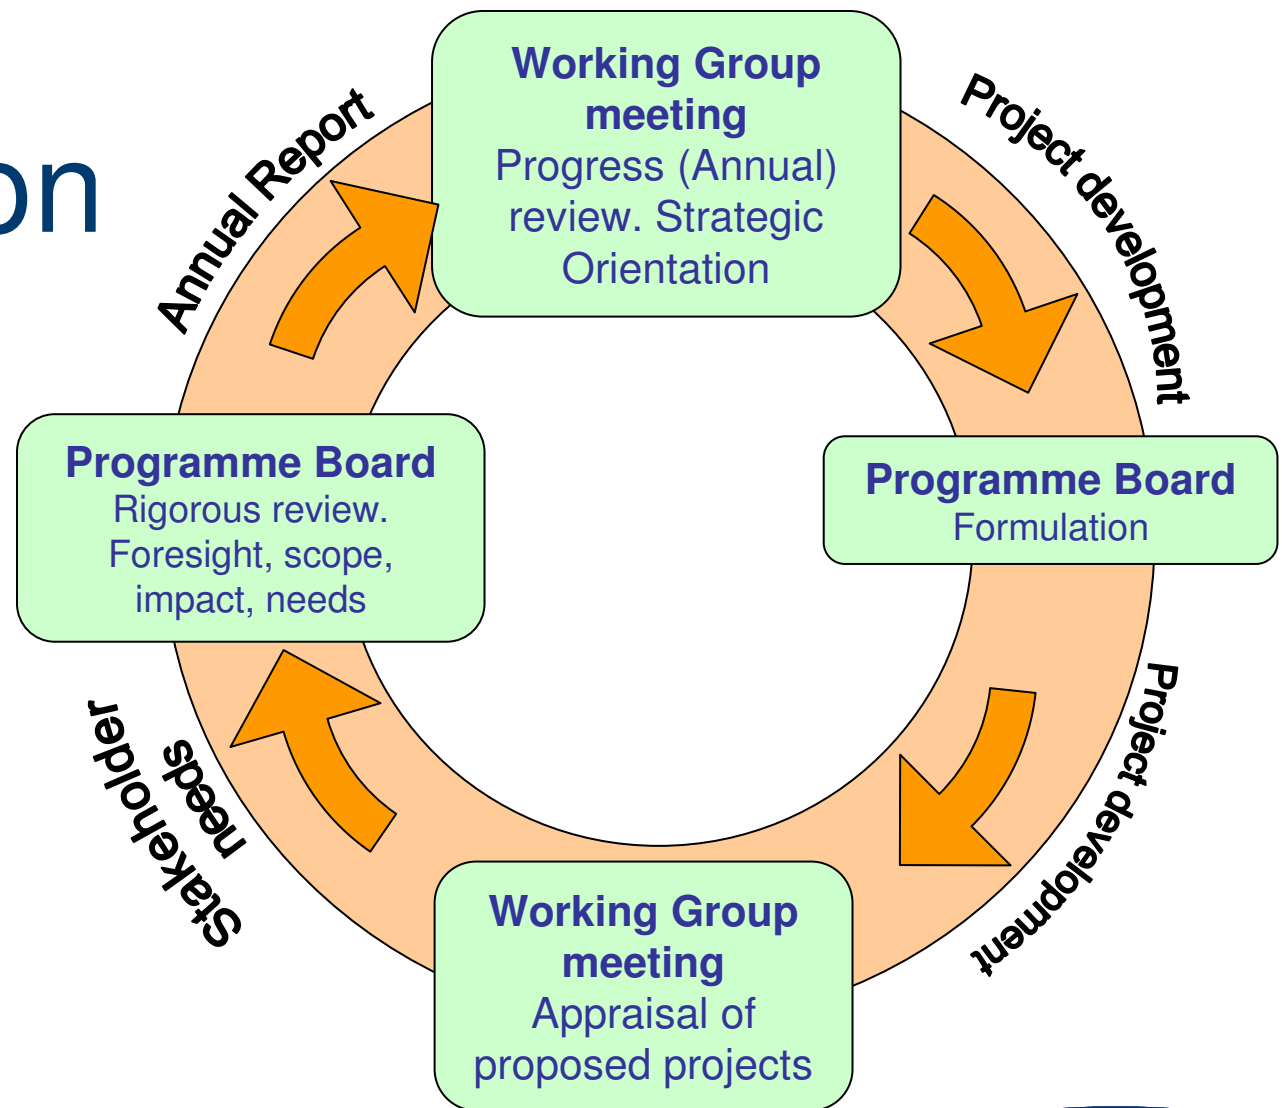 on
Working Group
meeting
Progress (Annual)
review. Strategic
Orientation
Annual Report
Project development
Programme Board
Rigorous review.
Foresight, scope,
impact, needs
Programme Board
Formulation
Stakeholder
needs
Project development
Working Group
meeting
Appraisal of
proposed projects